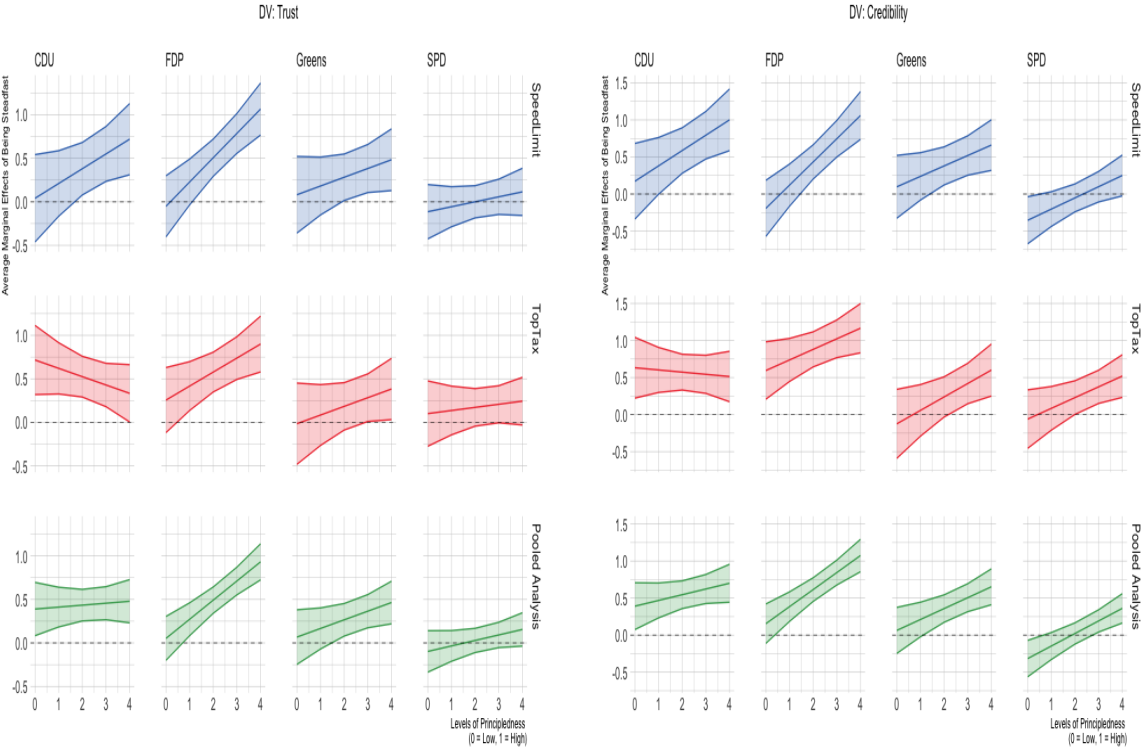 DV: Trust
DV: Credibility
CDU FDP Greens SPD
CDU FDP Greens SPD
Average Marginal Effects of Being Steadfast
1.0
0.5
0.0
-0.5
SpeedLimit
Average Marginal Effects of Being Steadfast
1.5
1.0
0.5
0.0
-0.5
SpeedLimit
1.0
0.5
0.0
-0.5
TopTax
1.5
1.0
0.5
0.0
-0.5
TopTax
1.0
0.5
0.0
-0.5
Pooled Analysis
1.5
1.0
0.5
0.0
-0.5
Pooled Analysis
0 1 2 3 4 0 1 2 3 4 0 1 2 3 4 0 1 2 3 4
0 1 2 3 4 0 1 2 3 4 0 1 2 3 4 0 1 2 3 4
Levels of Principledness
(0 = Low, 1 = High)
Levels of Principledness
(0 = Low, 1 = High)